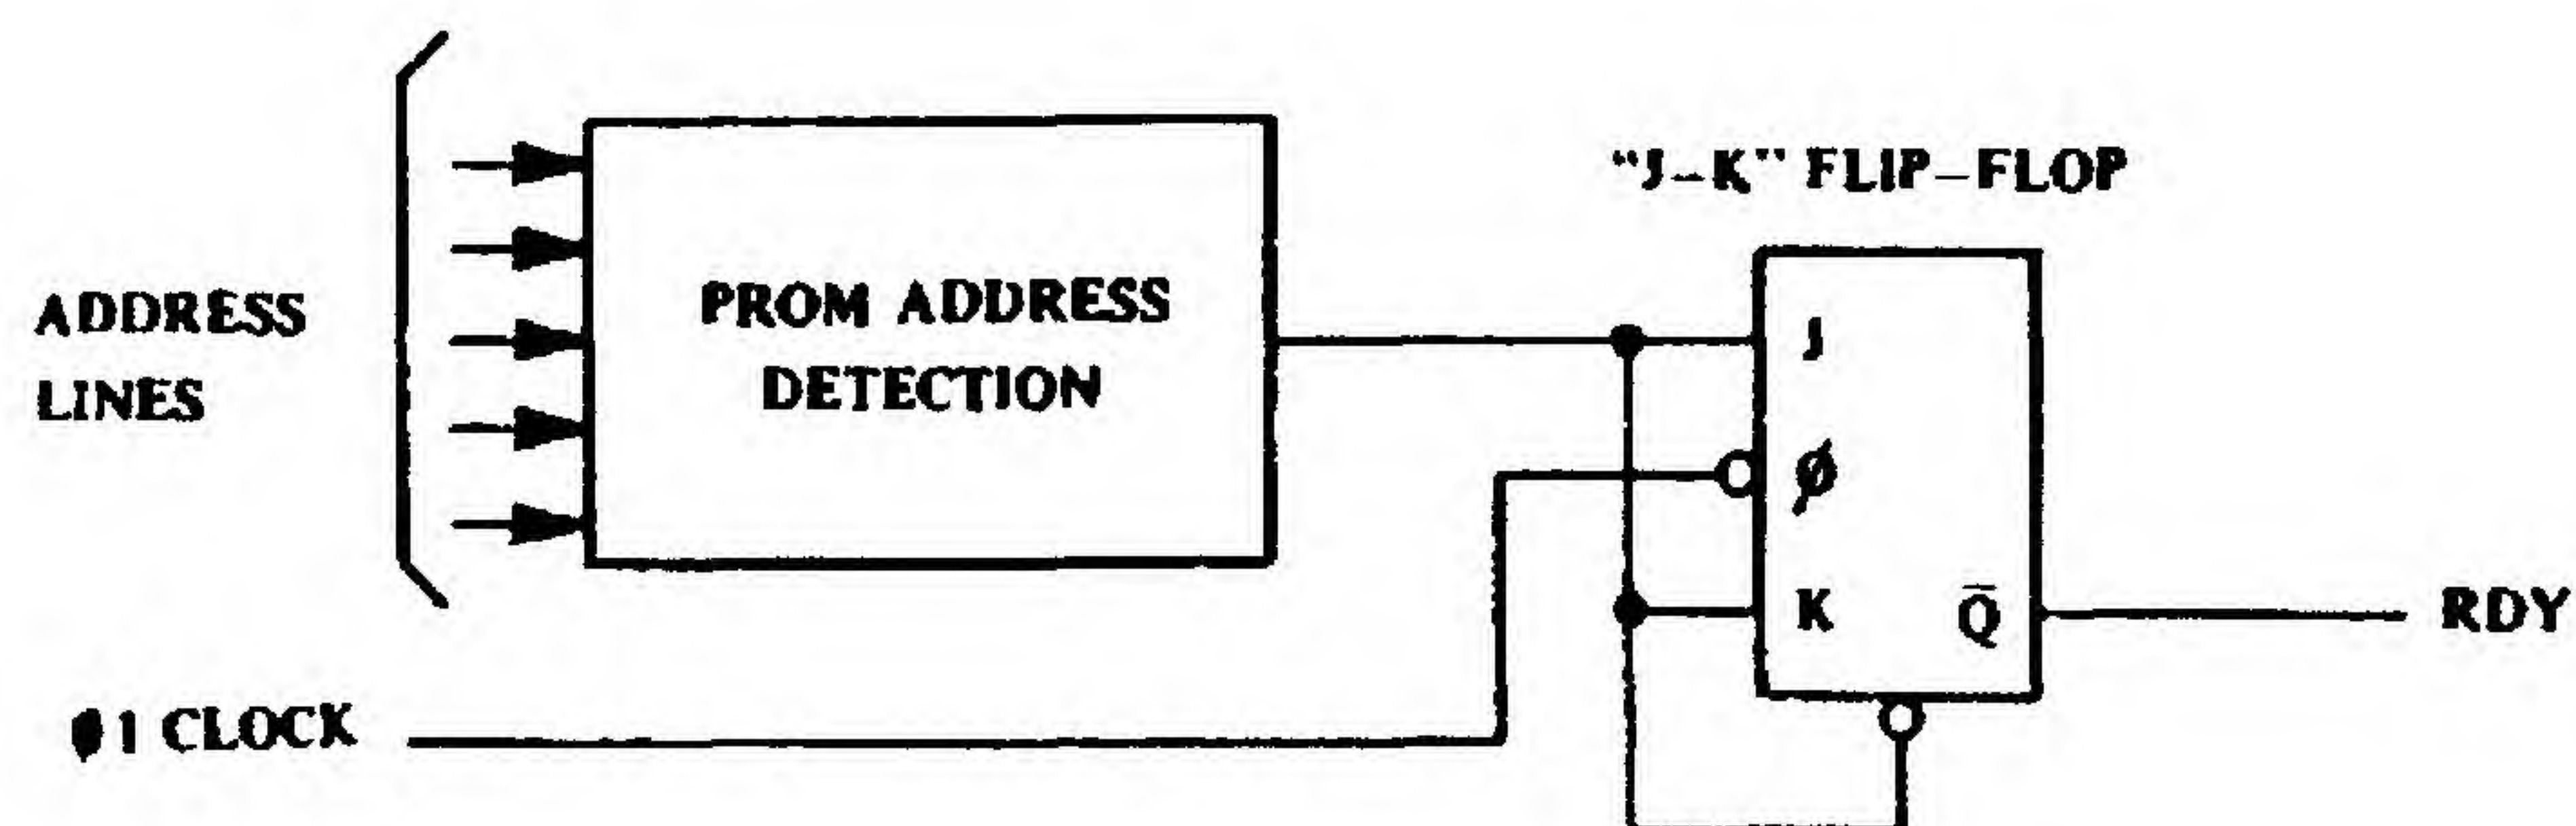 "J-K" FLIP-FLOP
ADDRESS
LINES
PROM ADDRESS
DETECTION
J
ø
K
Q̄
RDY
ø1 CLOCK